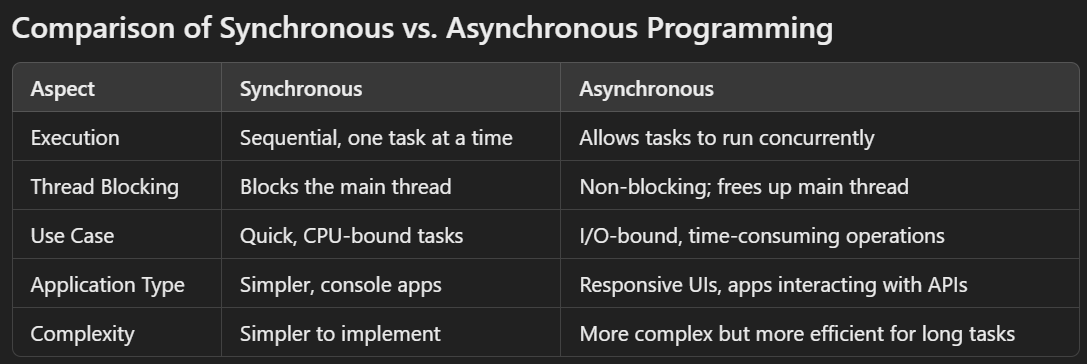 Comparison of Synchronous vs. Asynchronous Programming
Aspect Synchronous Asynchronous
Execution Sequential, one task at a time Allows tasks to run concurrently
Thread Blocking Blocks the main thread Non-blocking; frees up main thread
Use Case Quick, CPU-bound tasks I/O-bound, time-consuming operations
Application Type Simpler, console apps Responsive UIs, apps interacting with APIs
Complexity Simpler to implement More complex but more efficient for long tasks